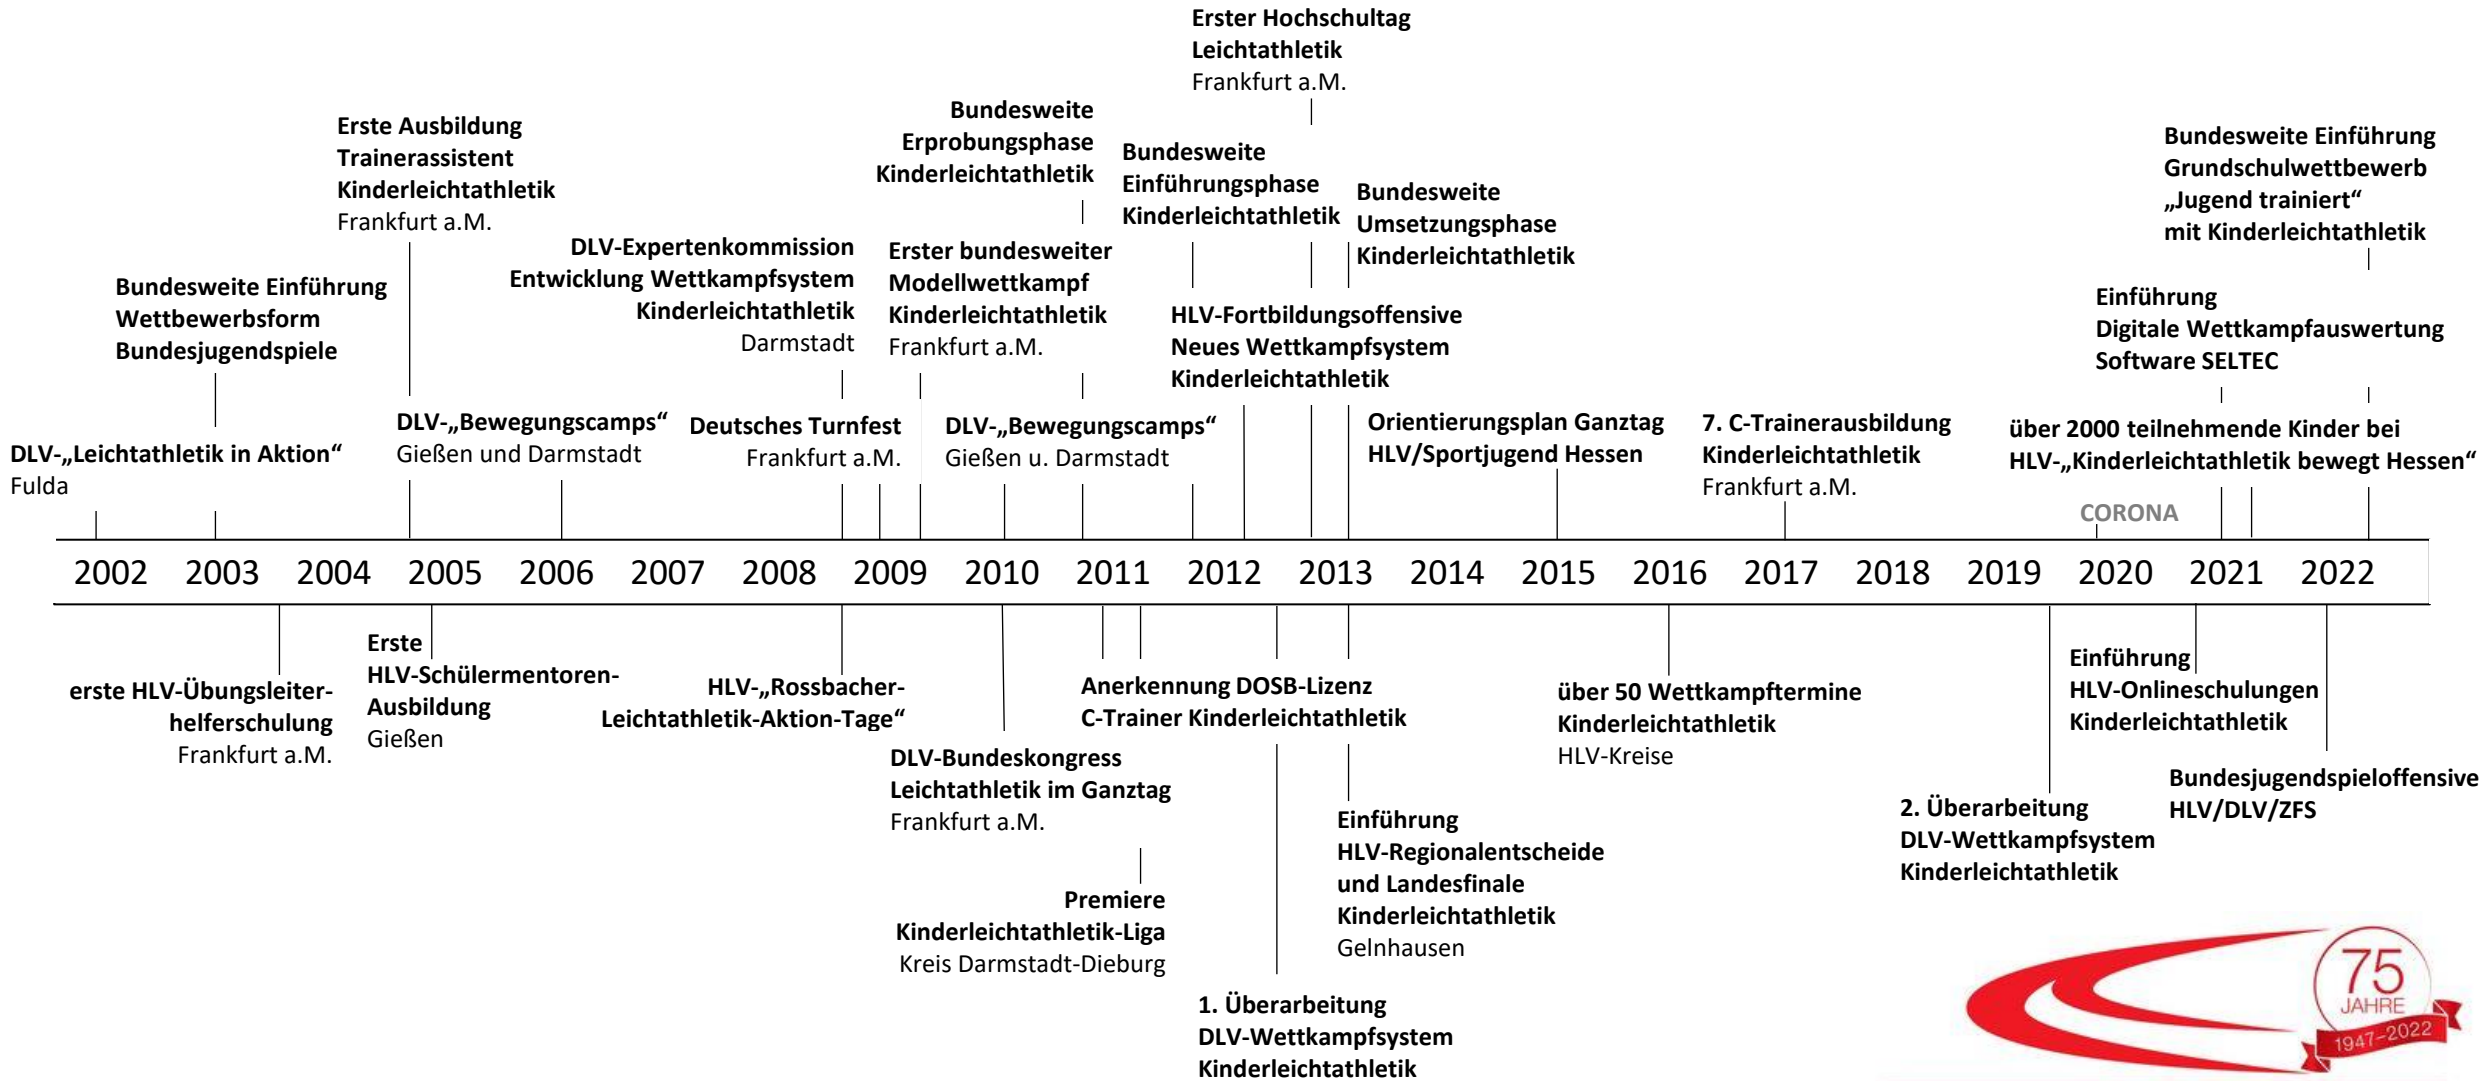 Erster Hochschultag
Leichtathletik
Frankfurt a.M.
Bundesweite
Erprobungsphase
Kinderleichtathletik
Erste Ausbildung
Trainerassistent
Kinderleichtathletik
Frankfurt a.M.
Bundesweite
Einführungsphase
Kinderleichtathletik
Bundesweite
Umsetzungsphase
Kinderleichtathletik
Bundesweite Einführung
Grundschulwettbewerb
„Jugend trainiert“
mit Kinderleichtathletik
DLV-Expertenkommission
Entwicklung Wettkampfsystem
Kinderleichtathletik
Darmstadt
Erster bundesweiter
Modellwettkampf
Kinderleichtathletik
Frankfurt a.M.
Bundesweite Einführung
Wettbewerbsform
Bundesjugendspiele
HLV-Fortbildungsoffensive
Neues Wettkampfsystem
Kinderleichtathletik
Einführung
Digitale Wettkampfauswertung
Software SELTEC
DLV-„Leichtathletik in Aktion“
Fulda
DLV-„Bewegungscamps“
Gießen und Darmstadt
Deutsches Turnfest
Frankfurt a.M.
DLV-„Bewegungscamps“
Gießen u. Darmstadt
Orientierungsplan Ganztag
HLV/Sportjugend Hessen
7. C-Trainerausbildung
Kinderleichtathletik
Frankfurt a.M.
über 2000 teilnehmende Kinder bei
HLV-„Kinderleichtathletik bewegt Hessen“
CORONA
2002 2003 2004 2005 2006 2007 2008 2009 2010 2011 2012 2013 2014 2015 2016 2017 2018 2019 2020 2021 2022
erste HLV-Übungsleiter-
helferschulung
Frankfurt a.M.
Erste
HLV-Schülermentoren-
Ausbildung
Gießen
HLV-„Rossbacher-
Leichtathletik-Aktion-Tage“
DLV-Bundeskongress
Leichtathletik im Ganztag
Frankfurt a.M.
Anerkennung DOSB-Lizenz
C-Trainer Kinderleichtathletik
Premiere
Kinderleichtathletik-Liga
Kreis Darmstadt-Dieburg
1. Überarbeitung
DLV-Wettkampfsystem
Kinderleichtathletik
Einführung
HLV-Regionalentscheide
und Landesfinale
Kinderleichtathletik
Gelnhausen
über 50 Wettkampftermine
Kinderleichtathletik
HLV-Kreise
2. Überarbeitung
DLV-Wettkampfsystem
Kinderleichtathletik
Einführung
HLV-Onlineschulungen
Kinderleichtathletik
Bundesjugendspieloffensive
HLV/DLV/ZFS
75
JAHRE
1947-2022